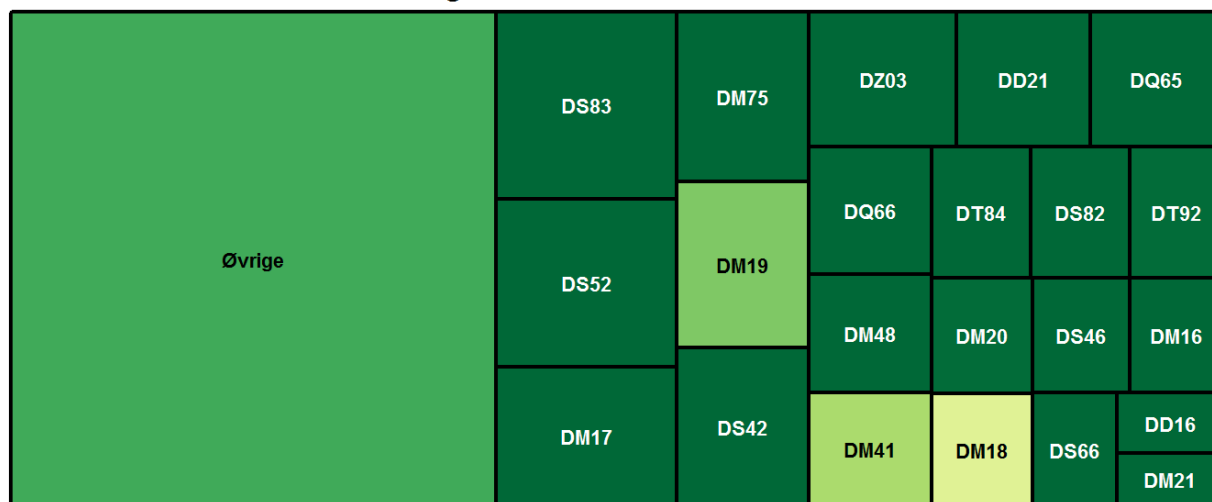 Øvrige
DS83
DS52
DM17
DM75
DM19
DS42
DZ03
DD21
DQ65
DQ66
DT84
DS82
DT92
DM48
DM20
DS46
DM16
DM41
DM18
DS66
DD16
DM21